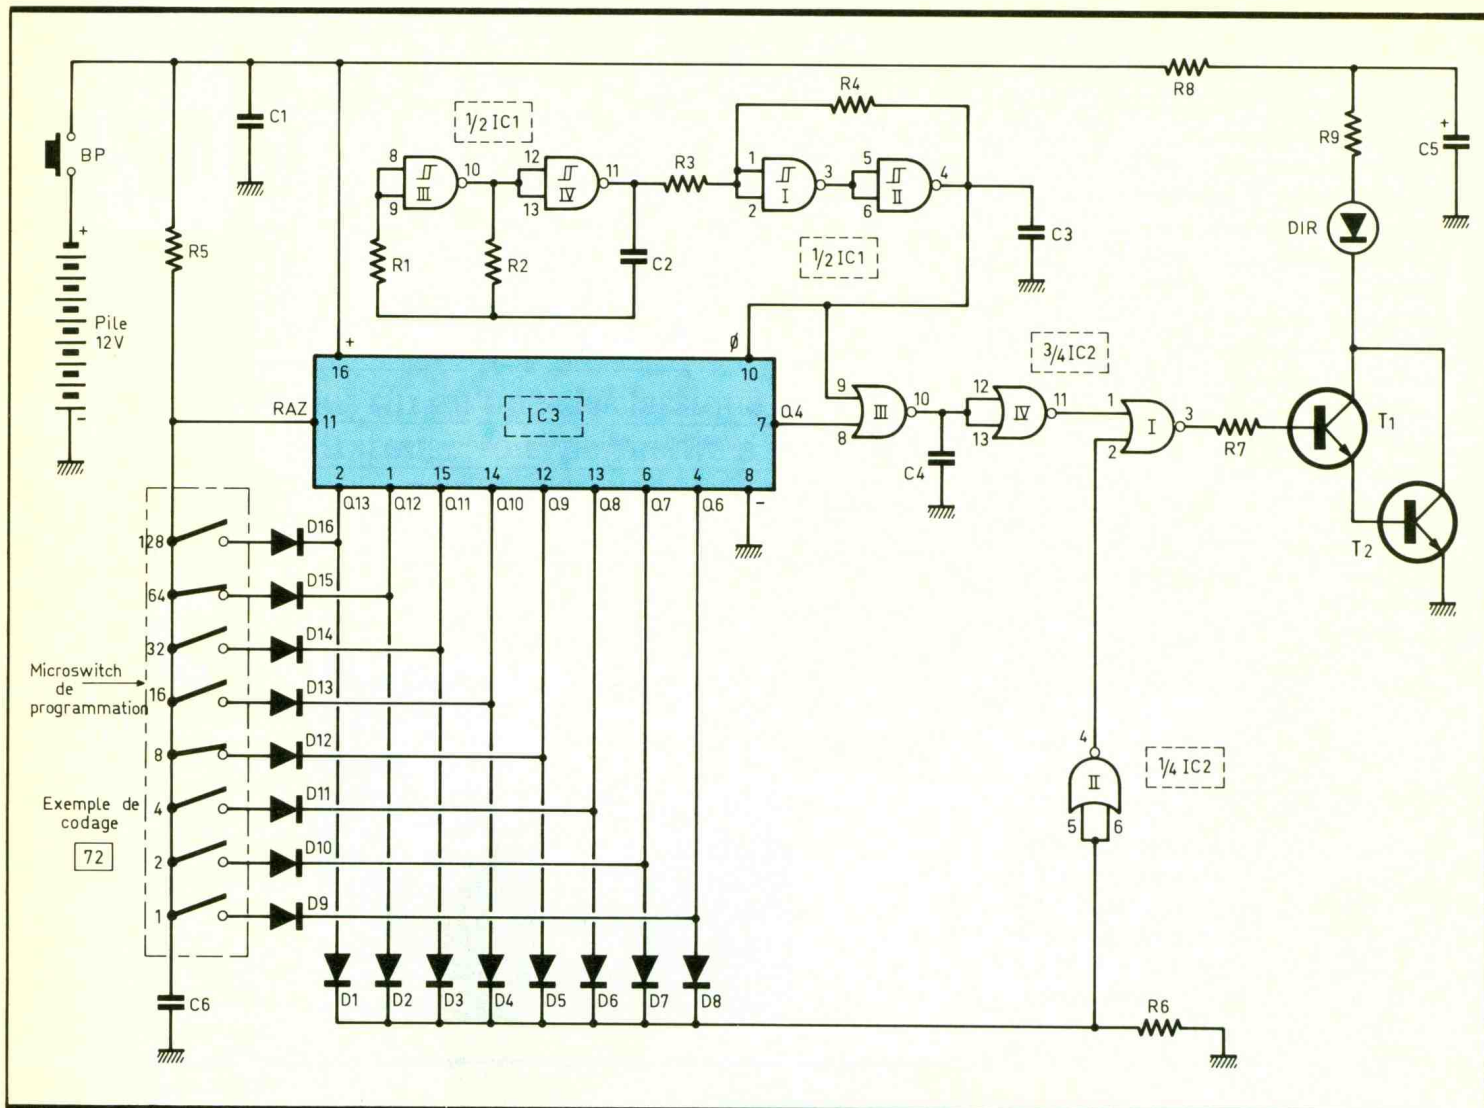 BP
+
Pile
12V
-
R5
C1
1/2 IC1
8
9
III
10
12
13
IV
11
R1
R2
C2
R3
R4
1
2
I
3
5
6
II
4
1/2 IC1
C3
R8
R9
+
C5
DIR
+
16
RAZ
11
IC3
Ø
10
7
Q4
2
1
15
14
12
13
6
4
8
Q13
Q12
Q11
Q10
Q9
Q8
Q7
Q6
-
3/4 IC2
9
8
III
10
C4
12
13
IV
11
1
2
I
3
R7
T1
T2
128
D16
64
D15
32
D14
Microswitch
de
programmation
16
D13
8
D12
Exemple de
codage
72
4
D11
2
D10
1
D9
C6
D1
D2
D3
D4
D5
D6
D7
D8
4
II
5
6
1/4 IC2
R6